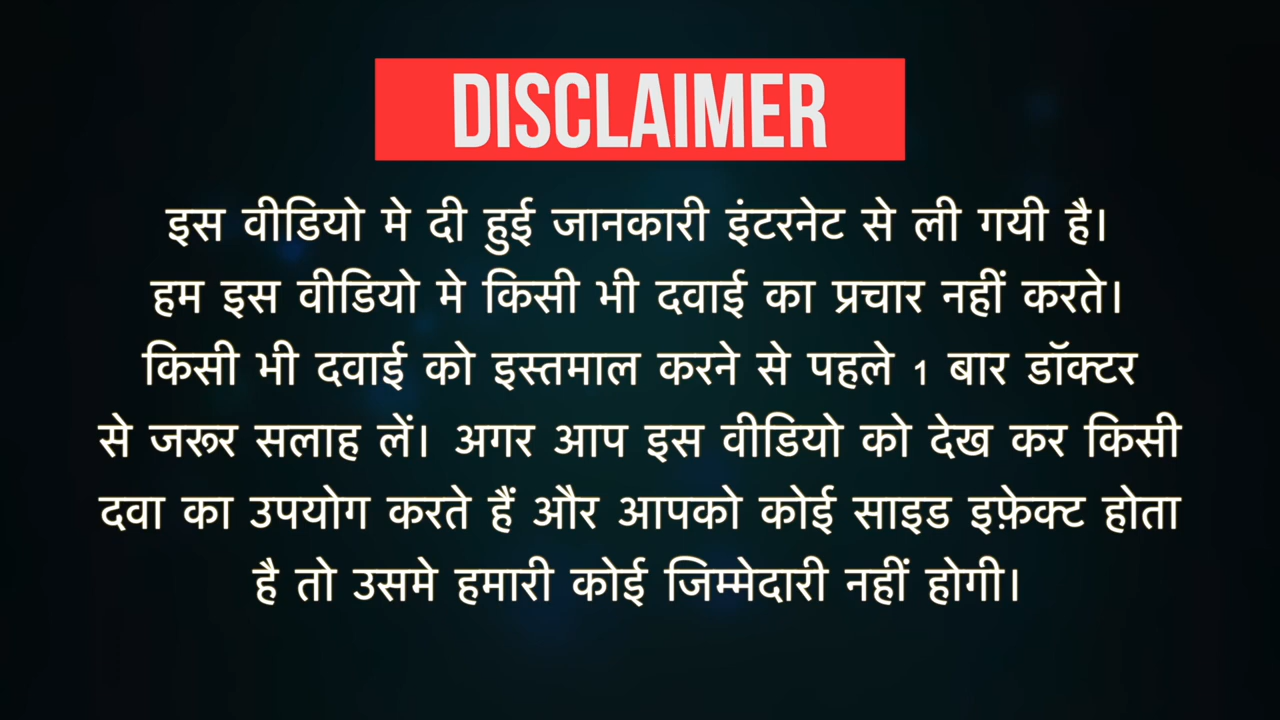 DISCLAIMER
इस वीडियो मे दी हुई जानकारी इंटरनेट से ली गयी है।
हम इस वीडियो मे किसी भी दवाई का प्रचार नहीं करते।
किसी भी दवाई को इस्तमाल करने से पहले 1 बार डॉक्टर
से जरूर सलाह लें। अगर आप इस वीडियो को देख कर किसी
दवा का उपयोग करते हैं और आपको कोई साइड इफ़ेक्ट होता
है तो उसमे हमारी कोई जिम्मेदारी नहीं होगी।